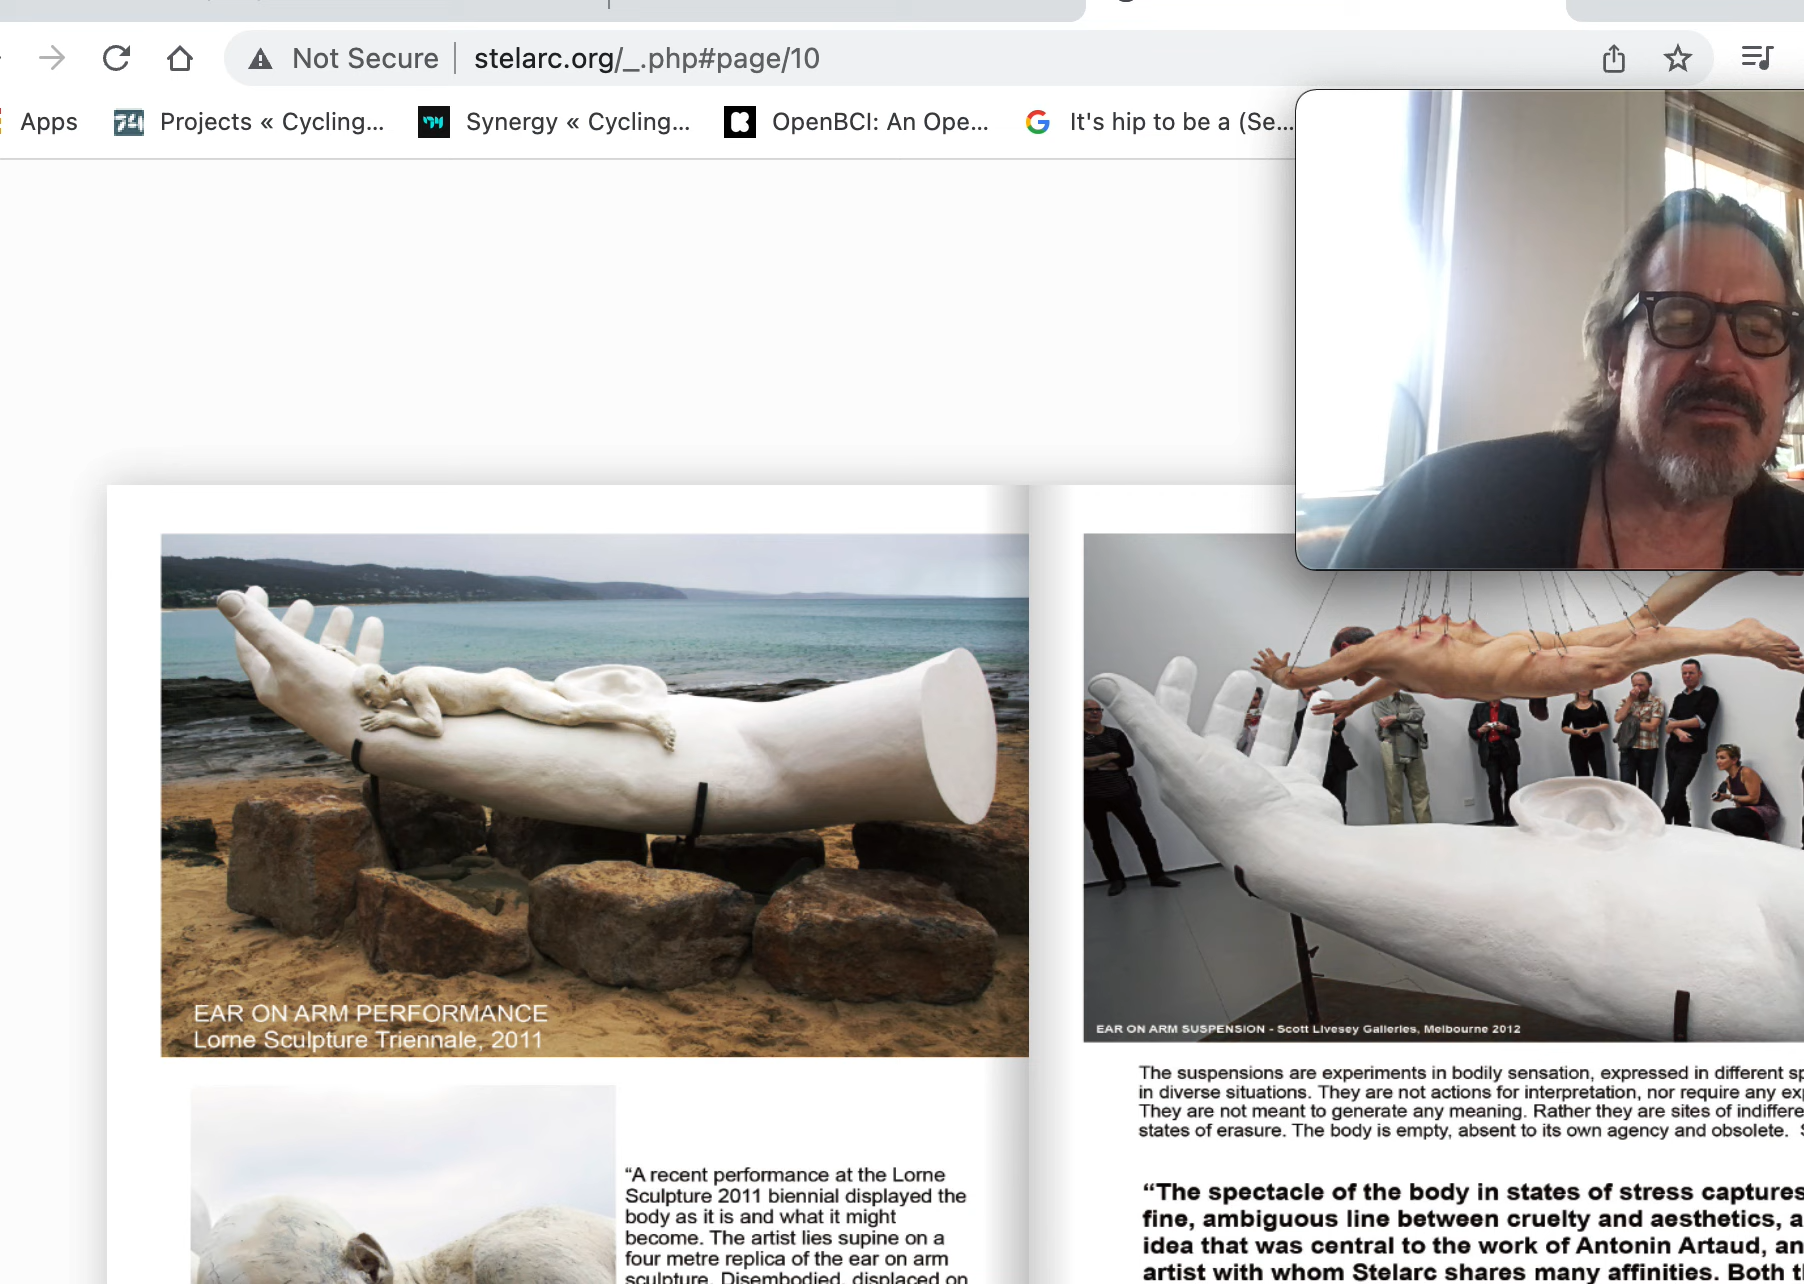 Not Secure
stelarc.org/_.php#page/10
Apps
Projects « Cycling...
Synergy « Cycling...
OpenBCI: An Ope...
It's hip to be a (Se...
EAR ON ARM PERFORMANCE
Lorne Sculpture Triennale, 2011
“A recent performance at the Lorne
Sculpture 2011 biennial displayed the
body as it is and what it might
become. The artist lies supine on a
four metre replica of the ear on arm
sculpture. Disembodied, displaced on
EAR ON ARM SUSPENSION - Scott Livesey Galleries, Melbourne 2012
The suspensions are experiments in bodily sensation, expressed in different sp
in diverse situations. They are not actions for interpretation, nor require any exp
They are not meant to generate any meaning. Rather they are sites of indiffere
states of erasure. The body is empty, absent to its own agency and obsolete.
“The spectacle of the body in states of stress captures
fine, ambiguous line between cruelty and aesthetics, a
idea that was central to the work of Antonin Artaud, an
artist with whom Stelarc shares many affinities. Both t